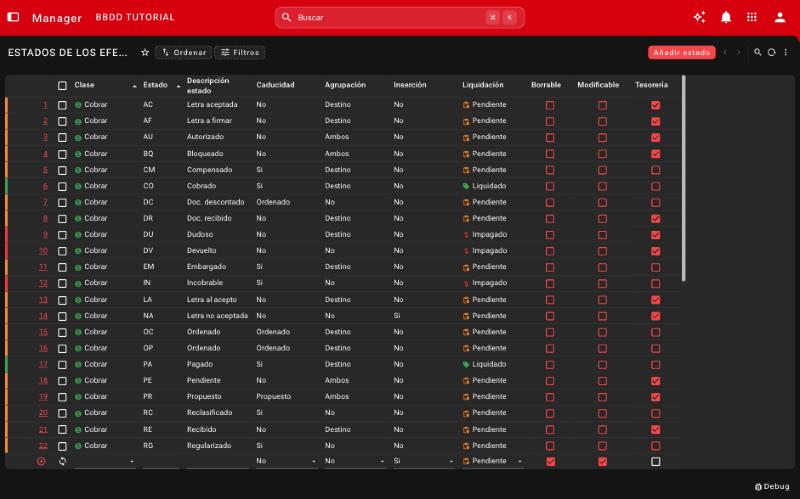 Manager BBDD TUTORIAL Buscar ⌘ K
ESTADOS DE LOS EFE... Ordenar Filtros Añadir estado
Clase Estado Descripción estado Caducidad Agrupación Inserción Liquidación Borrable Modificable Tesorería
1 Cobrar AC Letra aceptada No Destino No Pendiente
2 Cobrar AF Letra a firmar No Destino No Pendiente
3 Cobrar AU Autorizado No Ambos No Pendiente
4 Cobrar BQ Bloqueado No Ambos No Pendiente
5 Cobrar CM Compensado Si Destino No Pendiente
6 Cobrar CO Cobrado Si Destino No Liquidado
7 Cobrar DC Doc. descontado Ordenado No No Pendiente
8 Cobrar DR Doc. recibido No Destino No Pendiente
9 Cobrar DU Dudoso No Destino No Impagado
10 Cobrar DV Devuelto No No No Impagado
11 Cobrar EM Embargado Si Destino No Pendiente
12 Cobrar IN Incobrable Si No No Impagado
13 Cobrar LA Letra al acepto No Destino No Pendiente
14 Cobrar NA Letra no aceptada No No Si Pendiente
15 Cobrar OC Ordenado Ordenado Destino No Pendiente
16 Cobrar OP Ordenado Ordenado Destino No Pendiente
17 Cobrar PA Pagado Si Destino No Liquidado
18 Cobrar PE Pendiente No Ambos No Pendiente
19 Cobrar PR Propuesto Propuesto Ambos No Pendiente
20 Cobrar RC Reclasificado Si No No Pendiente
21 Cobrar RE Recibido No Destino No Pendiente
22 Cobrar RG Regularizado Si No No Pendiente
No No Si Pendiente
Debug